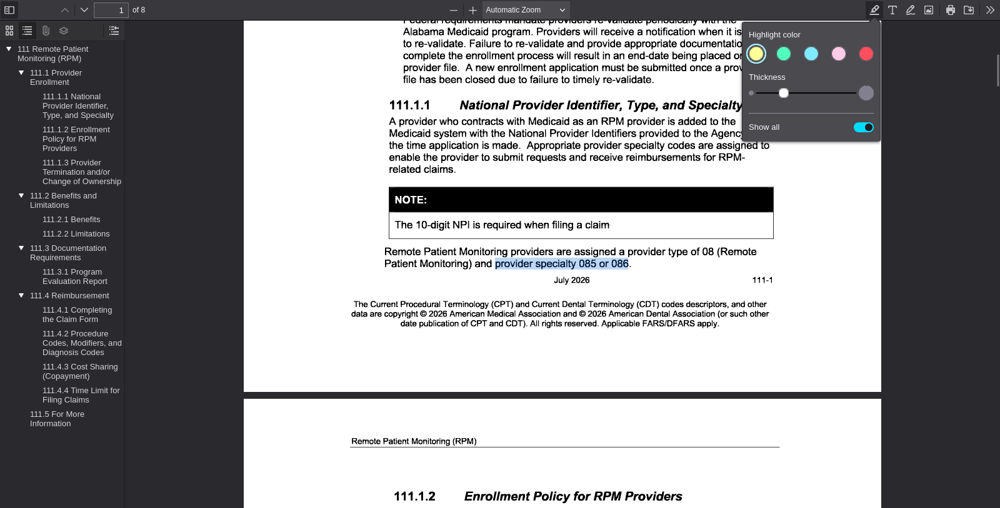 1 of 8
Automatic Zoom
111 Remote Patient
Monitoring (RPM)
111.1 Provider
Enrollment
111.1.1 National
Provider Identifier,
Type, and Specialty
111.1.2 Enrollment
Policy for RPM
Providers
111.1.3 Provider
Termination and/or
Change of Ownership
111.2 Benefits and
Limitations
111.2.1 Benefits
111.2.2 Limitations
111.3 Documentation
Requirements
111.3.1 Program
Evaluation Report
111.4 Reimbursement
111.4.1 Completing
the Claim Form
111.4.2 Procedure
Codes, Modifiers, and
Diagnosis Codes
111.4.3 Cost Sharing
(Copayment)
111.4.4 Time Limit for
Filing Claims
111.5 For More
Information
Federal requirements mandate providers re-validate periodically with the
Alabama Medicaid program. Providers will receive a notification when it is
to re-validate. Failure to re-validate and provide appropriate
complete the enrollment process will result in an end-date being placed
provider file. A new enrollment application must be submitted once a
file has been closed due to failure to timely re-validate.
111.1.1 National Provider Identifier, Type, and Specialty
A provider who contracts with Medicaid as an RPM provider is added to the
Medicaid system with the National Provider Identifiers provided to the Agency
the time application is made. Appropriate provider specialty codes are assigned to
enable the provider to submit requests and receive reimbursements for RPM-
related claims.
NOTE:
The 10-digit NPI is required when filing a claim
Remote Patient Monitoring providers are assigned a provider type of 08 (Remote
Patient Monitoring) and provider specialty 085 or 086.
July 2026 111-1
The Current Procedural Terminology (CPT) and Current Dental Terminology (CDT) codes descriptors, and other
data are copyright © 2026 American Medical Association and © 2026 American Dental Association (or such other
date publication of CPT and CDT). All rights reserved. Applicable FARS/DFARS apply.
Remote Patient Monitoring (RPM)
111.1.2 Enrollment Policy for RPM Providers
Highlight color
Thickness
Show all